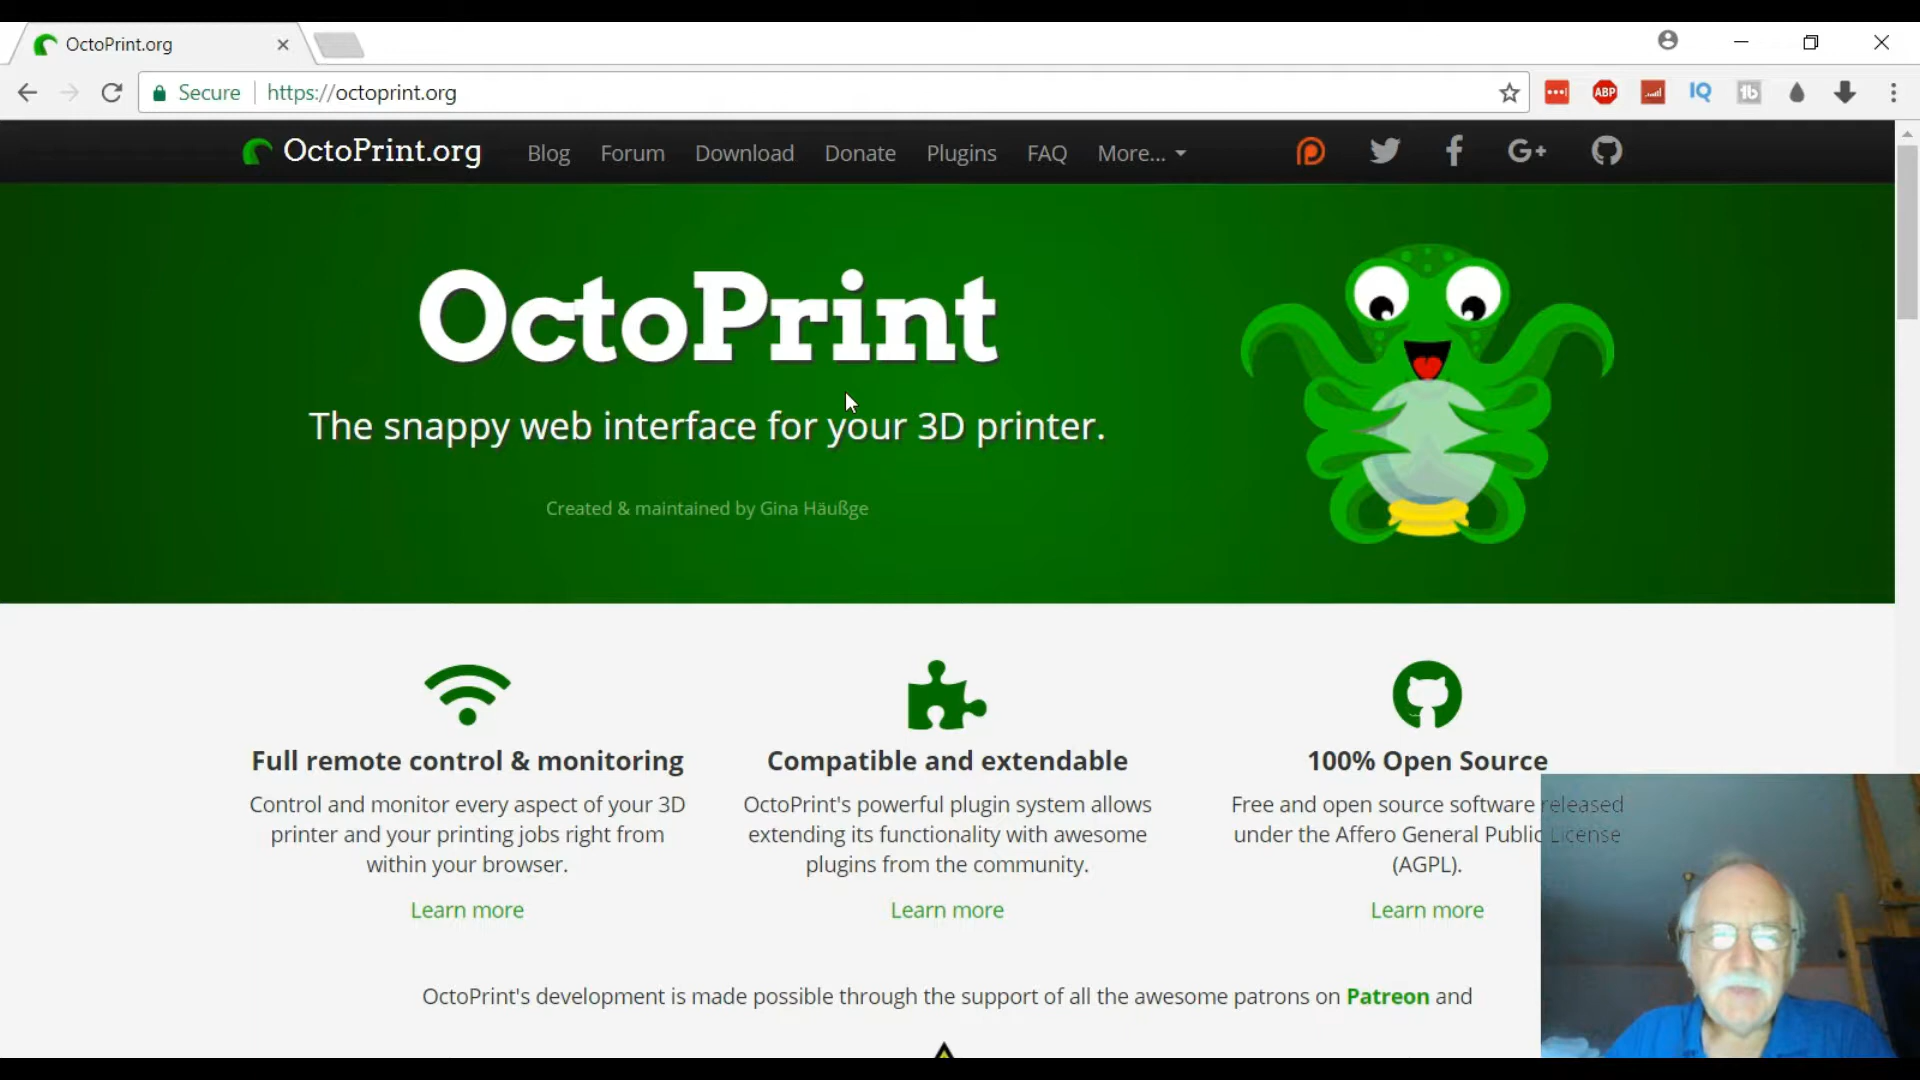 OctoPrint.org
Secure https://octoprint.org
ABP
IQ
OctoPrint.org Blog Forum Download Donate Plugins FAQ More... G+
OctoPrint
The snappy web interface for your 3D printer.
Created & maintained by Gina Häußge
Full remote control & monitoring
Control and monitor every aspect of your 3D
printer and your printing jobs right from
within your browser.
Learn more
Compatible and extendable
OctoPrint's powerful plugin system allows
extending its functionality with awesome
plugins from the community.
Learn more
100% Open Source
Free and open source software released
under the Affero General Public License
(AGPL).
Learn more
OctoPrint's development is made possible through the support of all the awesome patrons on Patreon and